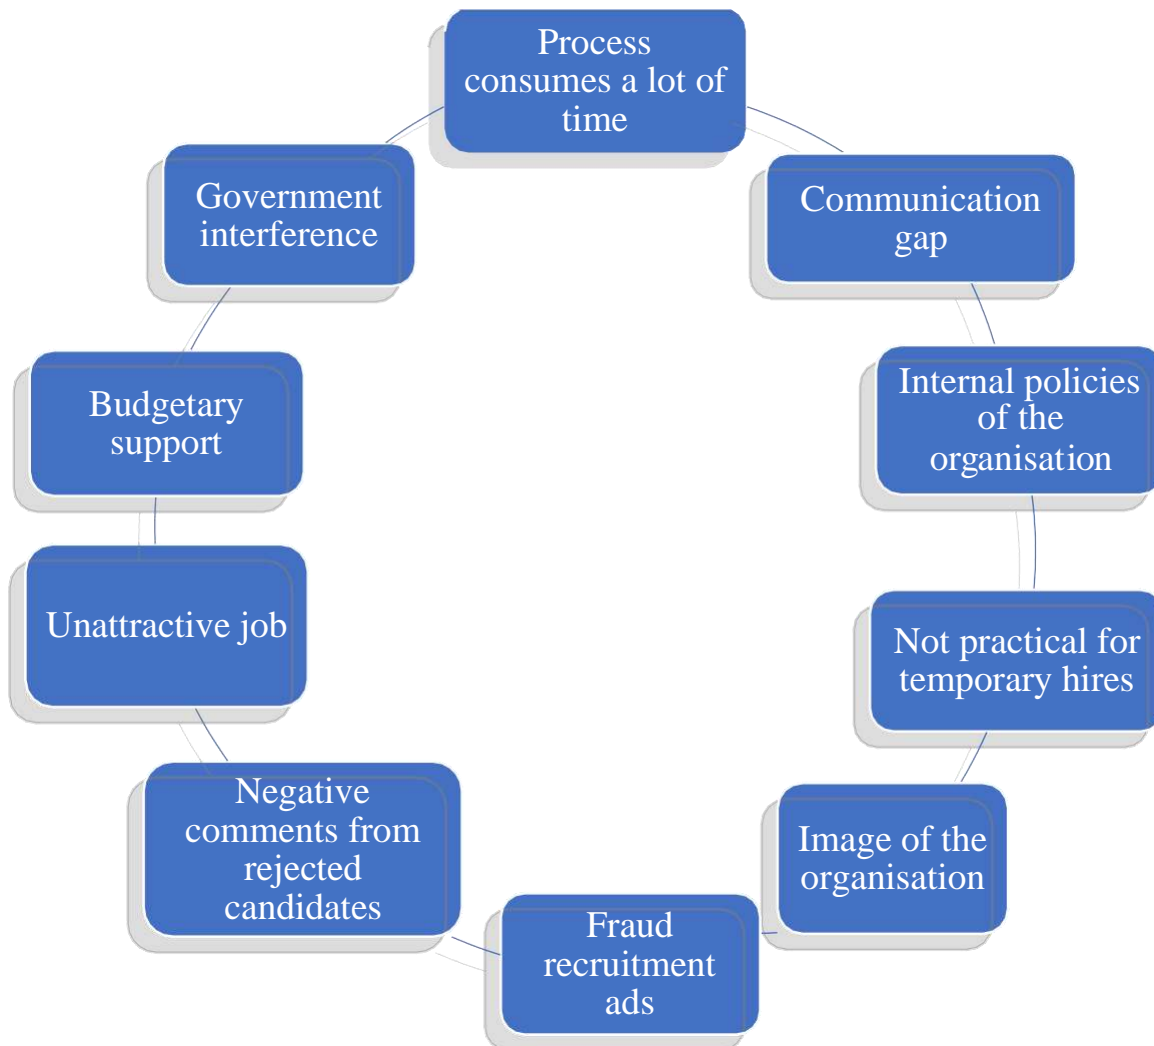 Process
consumes a lot of
time
Communication
gap
Internal policies
of the
organisation
Not practical for
temporary hires
Image of the
organisation
Fraud
recruitment
ads
Negative
comments from
rejected
candidates
Unattractive job
Budgetary
support
Government
interference